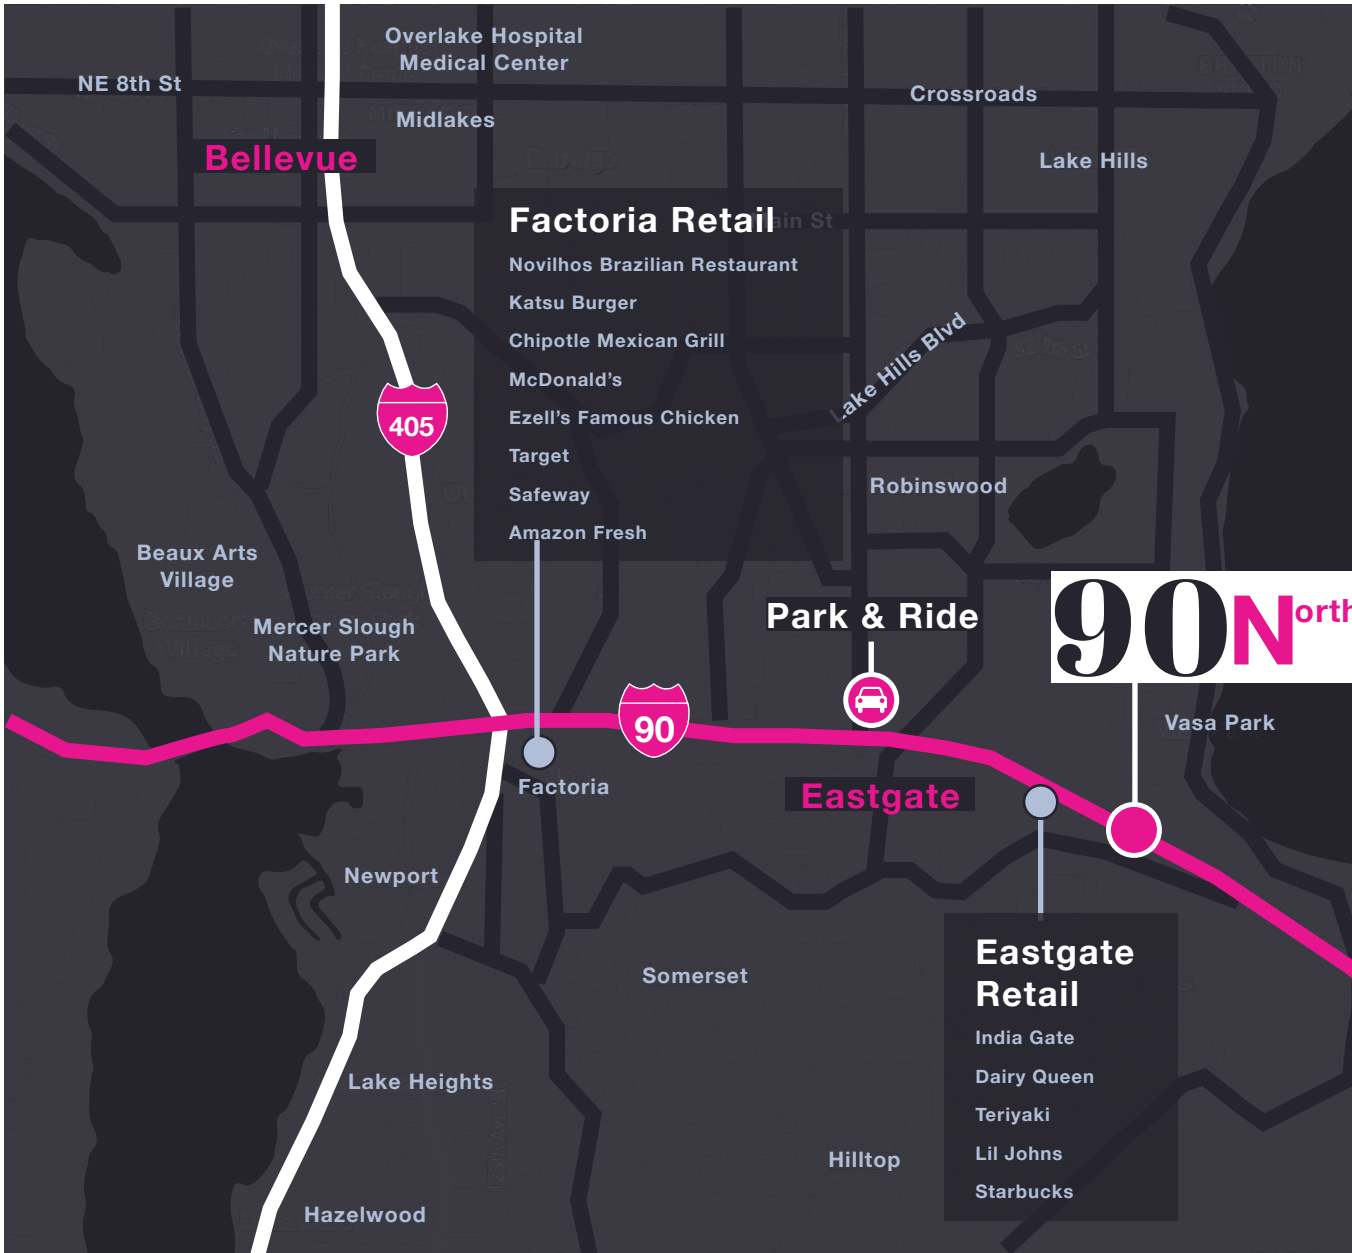 Overlake Hospital
Medical Center
NE 8th St
Crossroads
Midlakes
Bellevue
Lake Hills
Factoria Retail
Main St
Novilhos Brazilian Restaurant
Katsu Burger
Chipotle Mexican Grill
McDonald’s
Ezell’s Famous Chicken
Target
Safeway
Amazon Fresh
Lake Hills Blvd
405
Robinswood
Beaux Arts
Village
Mercer Slough
Nature Park
Park & Ride
90North
90
Vasa Park
Factoria
Eastgate
Newport
Somerset
Eastgate
Retail
India Gate
Dairy Queen
Teriyaki
Lil Johns
Starbucks
Lake Heights
Hilltop
Hazelwood